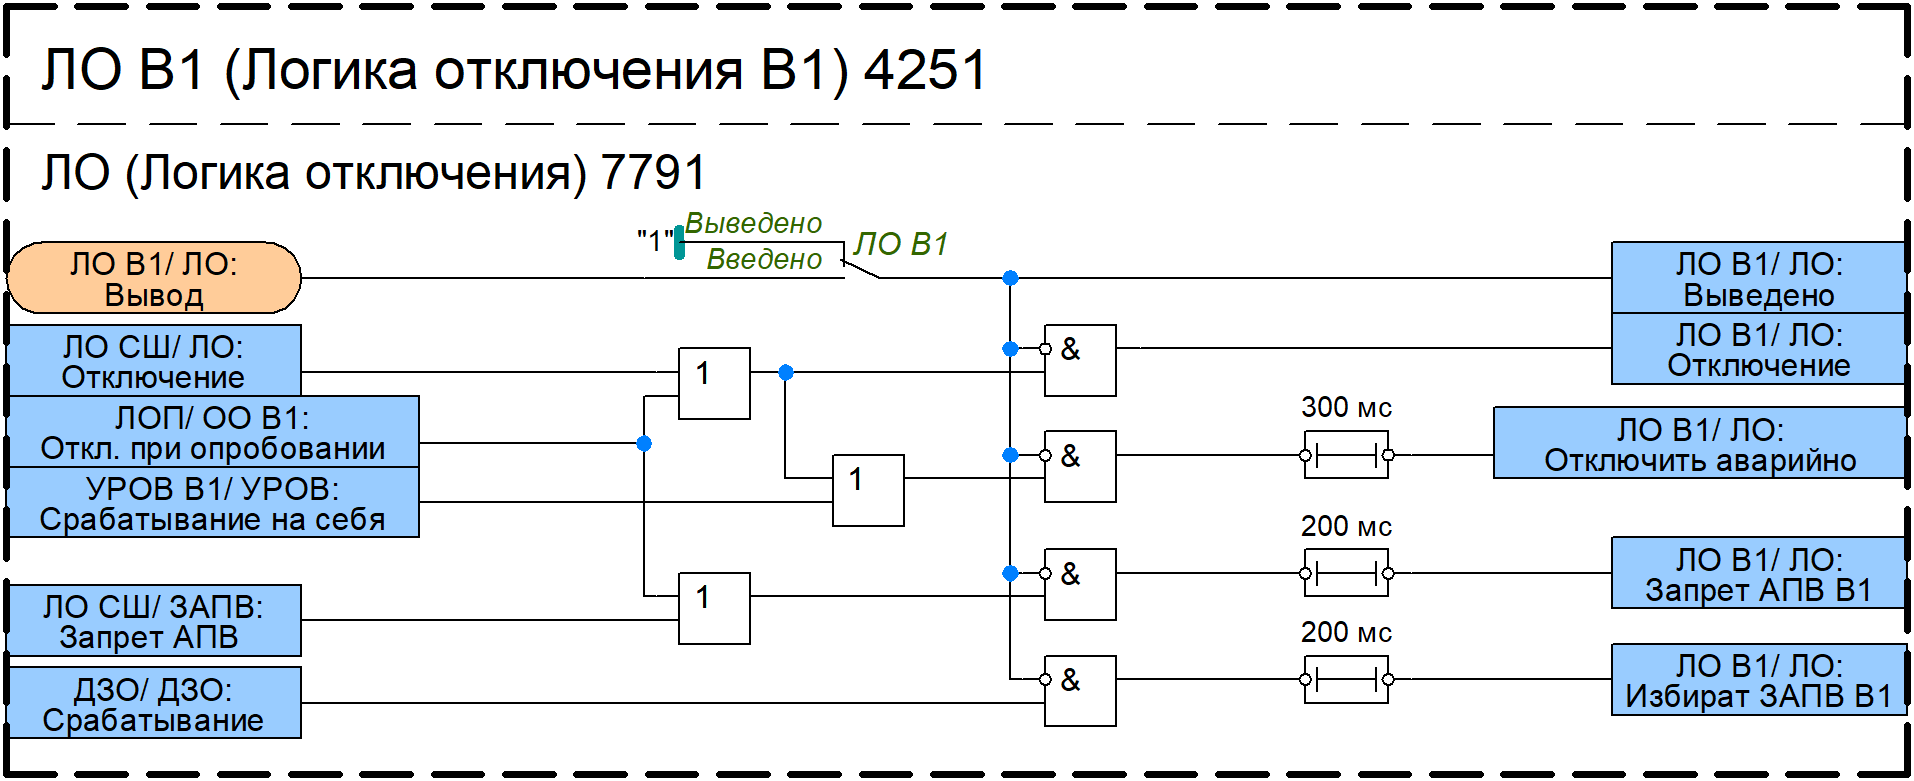 ЛО В1 (Логика отключения В1) 4251
ЛО (Логика отключения) 7791
"1"
Выведено
Введено
ЛО В1
ЛО В1/ ЛО:
Вывод
ЛО В1/ ЛО:
Выведено
ЛО СШ/ ЛО:
Отключение
1
&
ЛО В1/ ЛО:
Отключение
ЛОП/ ОО В1:
Откл. при опробовании
УРОВ В1/ УРОВ:
Срабатывание на себя
1
&
300 мс
ЛО В1/ ЛО:
Отключить аварийно
ЛО СШ/ ЗАПВ:
Запрет АПВ
1
&
200 мс
ЛО В1/ ЛО:
Запрет АПВ В1
ДЗО/ ДЗО:
Срабатывание
&
200 мс
ЛО В1/ ЛО:
Избират ЗАПВ В1